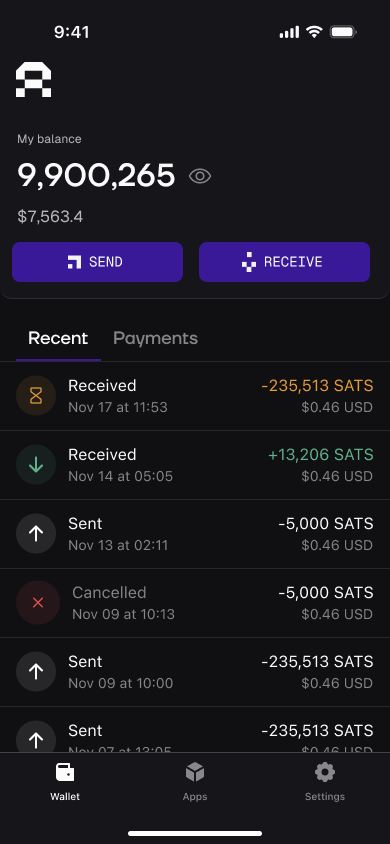 9:41
My balance
9,900,265
$7,563.4
SEND
RECEIVE
Recent
Payments
Received
-235,513 SATS
Nov 17 at 11:53
$0.46 USD
Received
+13,206 SATS
Nov 14 at 05:05
$0.46 USD
Sent
-5,000 SATS
Nov 13 at 02:11
$0.46 USD
Cancelled
-5,000 SATS
Nov 09 at 10:13
$0.46 USD
Sent
-235,513 SATS
Nov 09 at 10:00
$0.46 USD
Sent
-235,513 SATS
Nov 07 at 13:05
$0.46 USD
Wallet
Apps
Settings